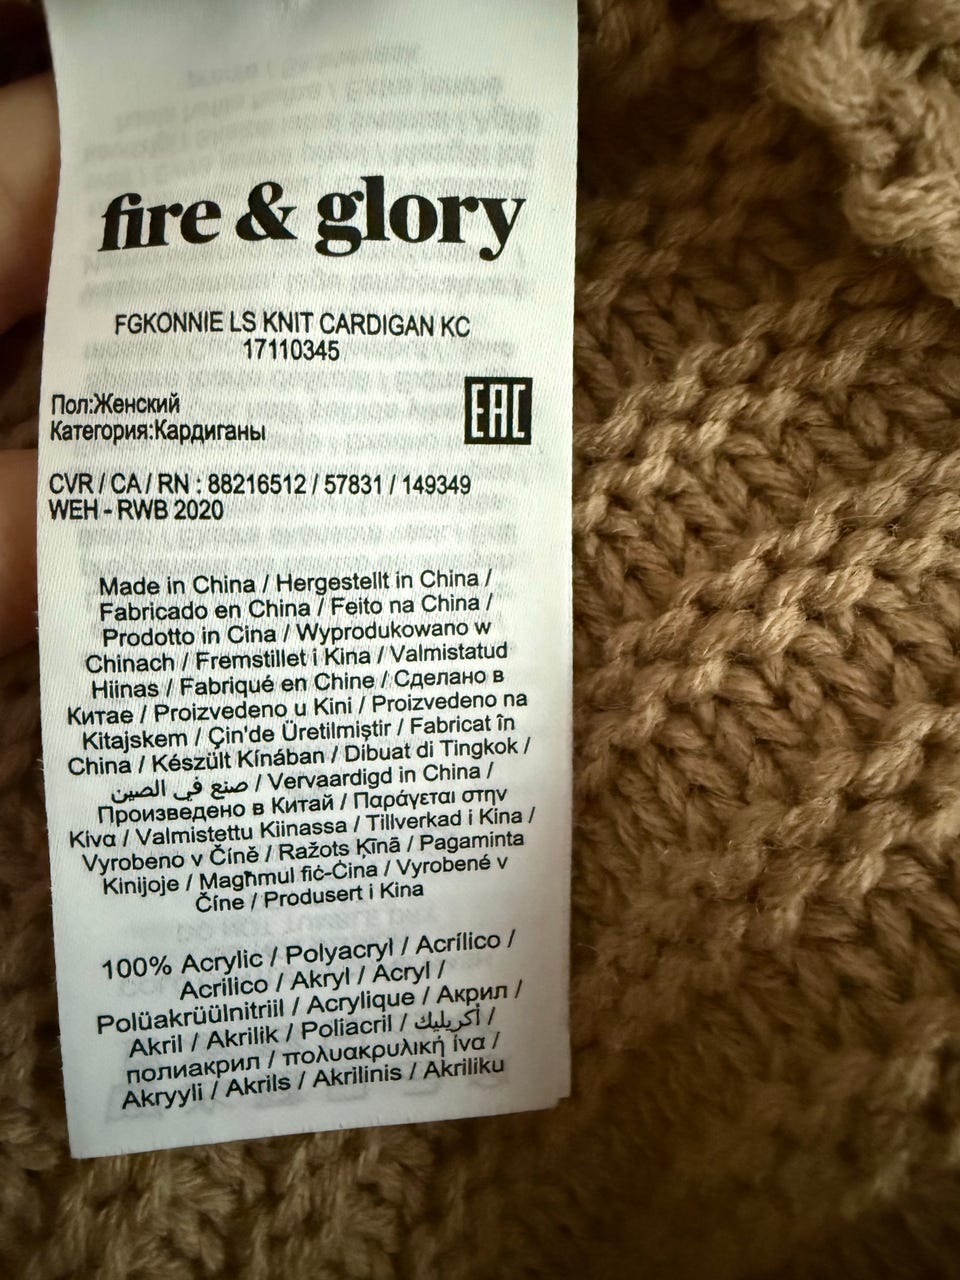 fire & glory
FGKONNIE LS KNIT CARDIGAN KC
17110345
Пол:Женский
Категория:Кардиганы
EAC
CVR / CA / RN : 88216512 / 57831 / 149349
WEH - RWB 2020
Made in China / Hergestellt in China /
Fabricado en China / Feito na China /
Prodotto in Cina / Wyprodukowano w
Chinach / Fremstillet i Kina / Valmistatud
Hiinas / Fabriqué en Chine / Сделано в
Китае / Proizvedeno u Kini / Proizvedeno na
Kitajskem / Çin'de Üretilmiştir / Fabricat în
China / Készült Kínában / Dibuat di Tingkok /
صنع في الصين / Vervaardigd in China /
Произведено в Китай / Παράγεται στην
Κίνα / Valmistettu Kiinassa / Tillverkad i Kina /
Vyrobeno v Číně / Ražots Ķīnā / Pagaminta
Kinijoje / Magħmul fiċ-Ċina / Vyrobené v
Číne / Produsert i Kina
100% Acrylic / Polyacryl / Acrílico /
Acrilico / Akryl / Acryl /
Polüakrüülnitriil / Acrylique / Акрил /
Akril / Akrilik / Poliacril / أكريليك /
полиакрил / πολυακρυλική ίνα /
Akryyli / Akrils / Akrilinis / Akriliku